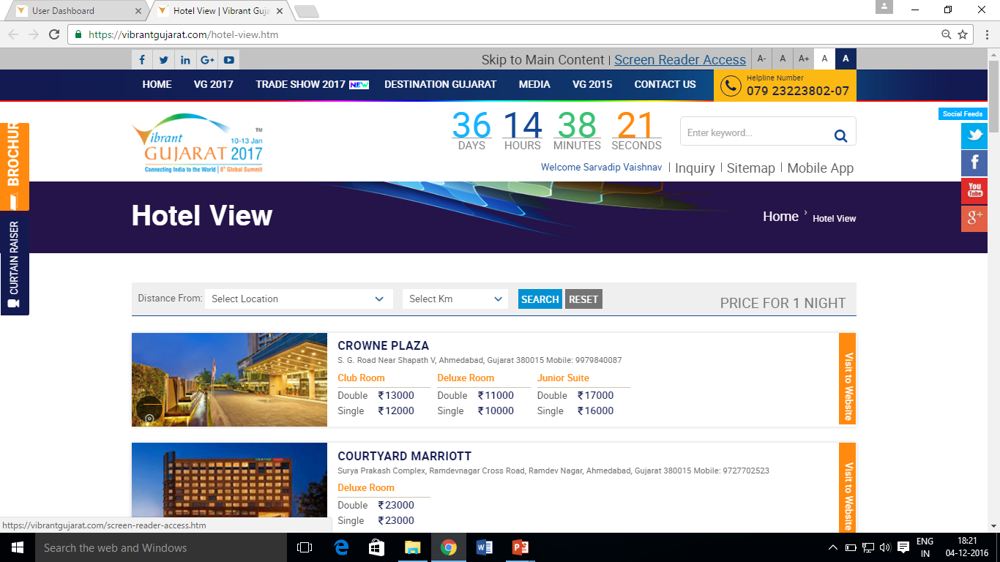 User Dashboard
Hotel View | Vibrant Guja
https://vibrantgujarat.com/hotel-view.htm
Skip to Main Content | Screen Reader Access A- A A+ A A
HOME VG 2017 TRADE SHOW 2017 NEW DESTINATION GUJARAT MEDIA VG 2015 CONTACT US
Helpline Number
079 23223802-07
Social Feeds
Vibrant TM
10-13 Jan
GUJARAT 2017
Connecting India to the World | 8th Global Summit
36 14 38 21
DAYS HOURS MINUTES SECONDS
Enter keyword...
Welcome Sarvadip Vaishnav | Inquiry | Sitemap | Mobile App
BROCHUR
CURTAIN RAISER
You
Tube
g+
Hotel View
Home › Hotel View
Distance From: Select Location Select Km SEARCH RESET PRICE FOR 1 NIGHT
CROWNE PLAZA
S. G. Road Near Shapath V, Ahmedabad, Gujarat 380015 Mobile: 9979840087
Club Room Deluxe Room Junior Suite
Double ₹13000 Double ₹11000 Double ₹17000
Single ₹12000 Single ₹10000 Single ₹16000
Visit to Website
COURTYARD MARRIOTT
Surya Prakash Complex, Ramdevnagar Cross Road, Ramdev Nagar, Ahmedabad, Gujarat 380015 Mobile: 9727702523
Deluxe Room
Double ₹23000
Single ₹23000
Visit to Website
https://vibrantgujarat.com/screen-reader-access.htm
Search the web and Windows
ENG
IN
18:21
04-12-2016